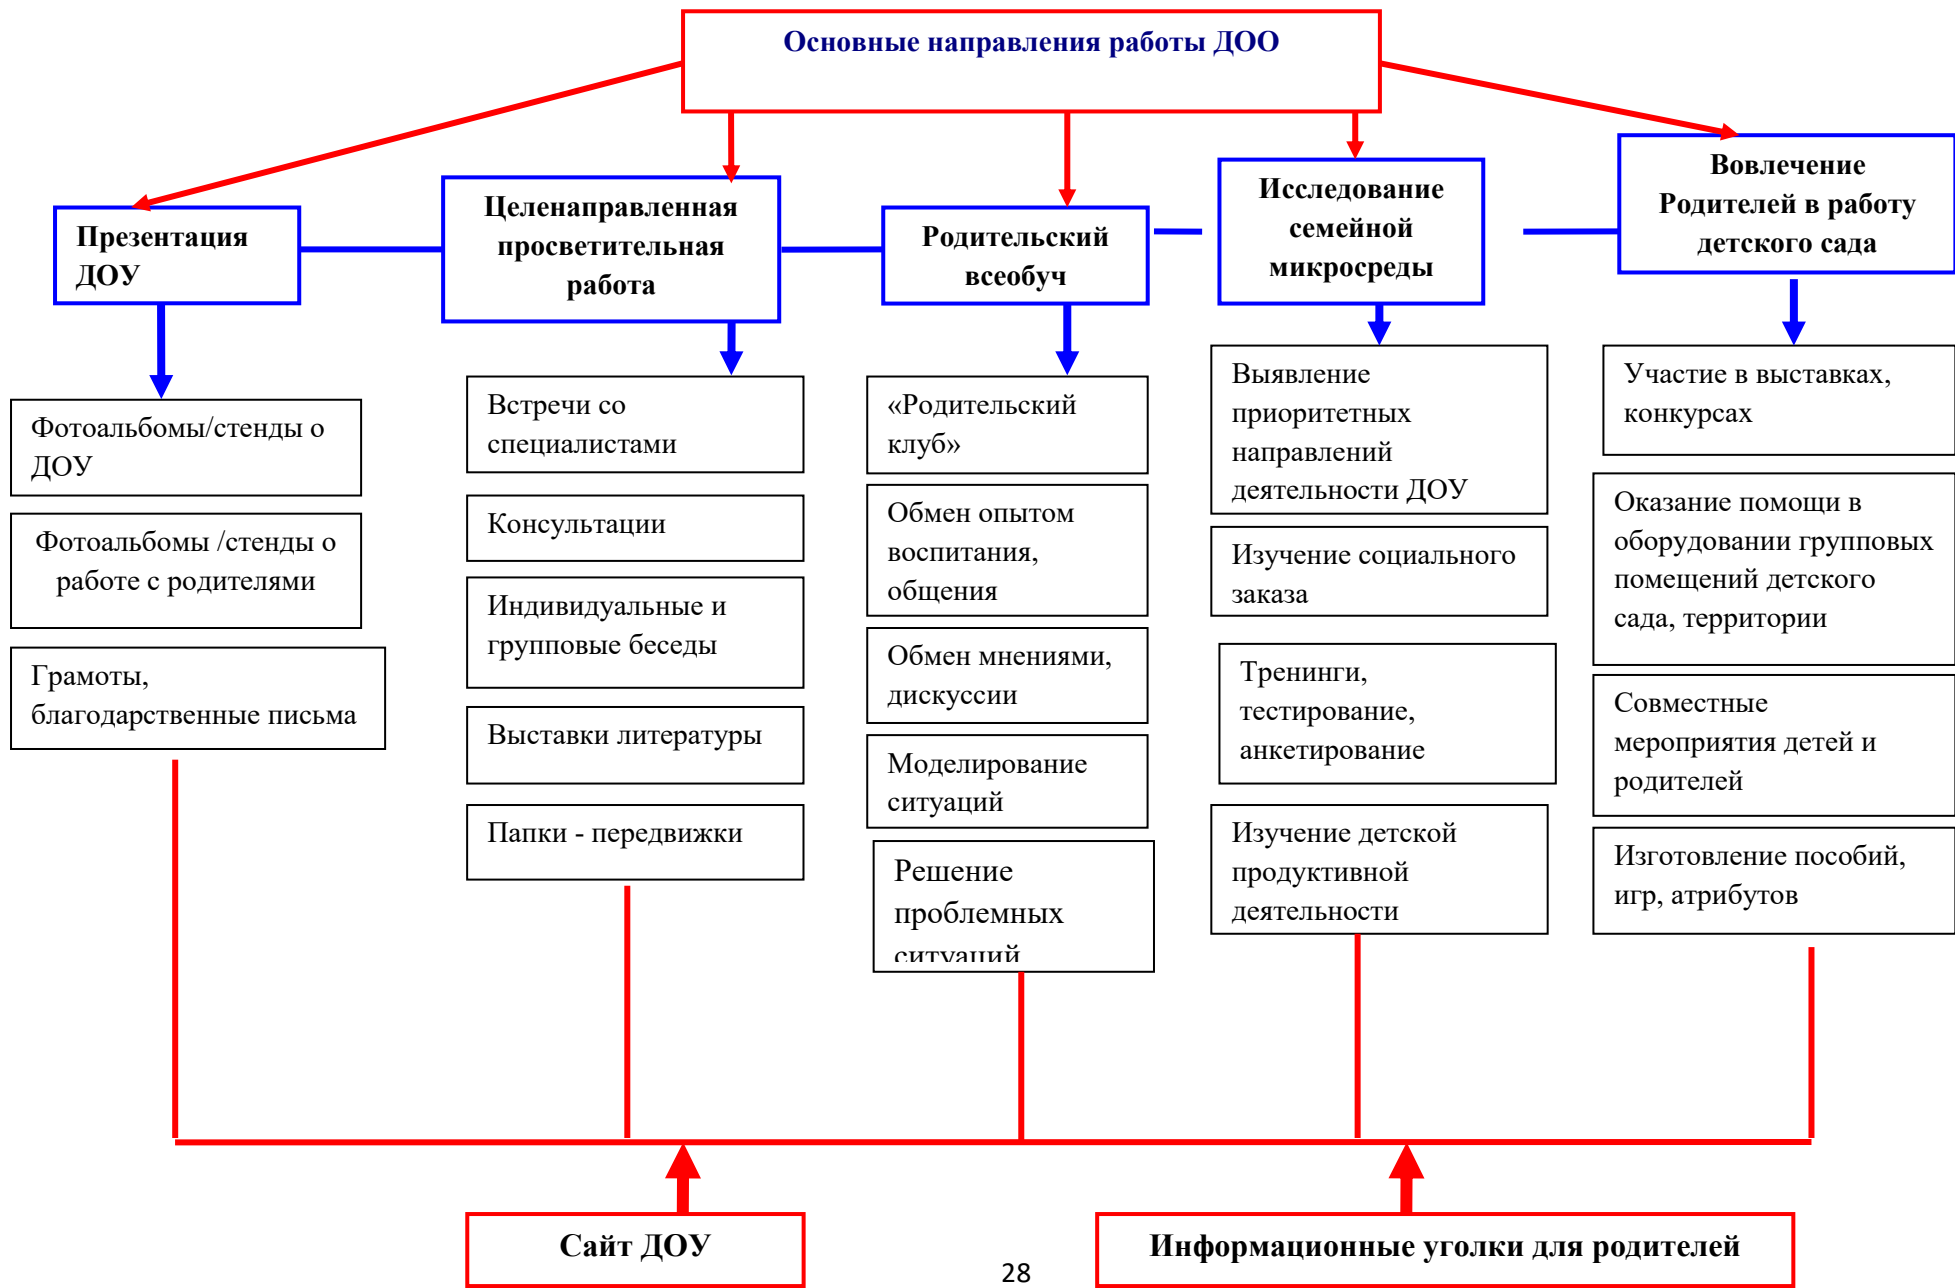 Основные направления работы ДОО
Презентация
ДОУ
Целенаправленная
просветительная
работа
Родительский
всеобуч
Исследование
семейной
микросреды
Вовлечение
Родителей в работу
детского сада
Фотоальбомы/стенды о
ДОУ
Фотоальбомы /стенды о
работе с родителями
Грамоты,
благодарственные письма
Встречи со
специалистами
Консультации
Индивидуальные и
групповые беседы
Выставки литературы
Папки - передвижки
«Родительский
клуб»
Обмен опытом
воспитания,
общения
Обмен мнениями,
дискуссии
Моделирование
ситуаций
Решение
проблемных
ситуаций
Выявление
приоритетных
направлений
деятельности ДОУ
Изучение социального
заказа
Тренинги,
тестирование,
анкетирование
Изучение детской
продуктивной
деятельности
Участие в выставках,
конкурсах
Оказание помощи в
оборудовании групповых
помещений детского
сада, территории
Совместные
мероприятия детей и
родителей
Изготовление пособий,
игр, атрибутов
Сайт ДОУ
Информационные уголки для родителей
28